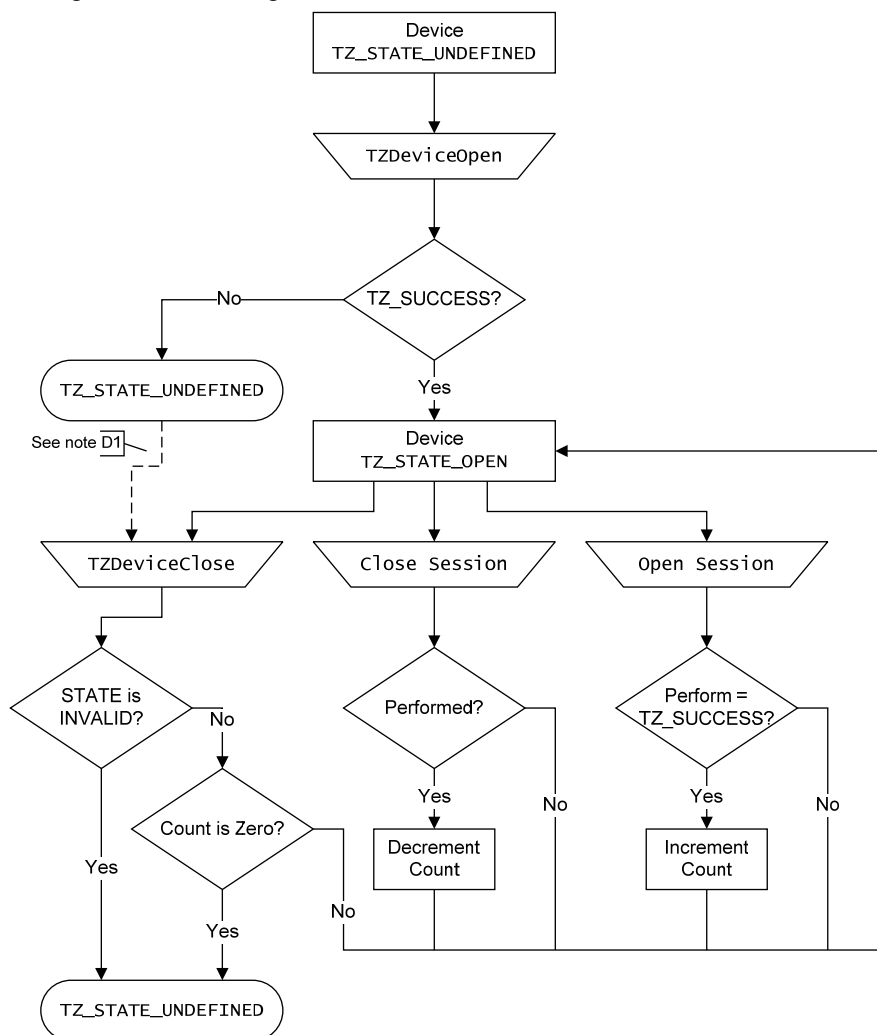 Device
TZ_STATE_UNDEFINED
TZDeviceOpen
TZ_SUCCESS?
No
Yes
TZ_STATE_UNDEFINED
See note D1
Device
TZ_STATE_OPEN
TZDeviceClose
Close Session
Open Session
STATE is
INVALID?
No
Performed?
Perform =
TZ_SUCCESS?
Yes
No
Yes
No
Count is Zero?
Decrement
Count
Increment
Count
Yes
Yes
No
TZ_STATE_UNDEFINED